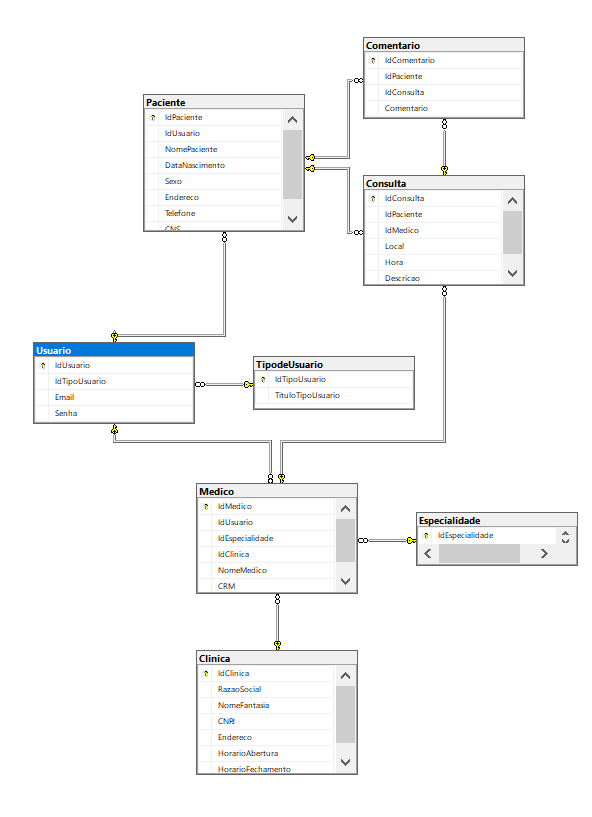 Comentario
IdComentario
IdPaciente
IdConsulta
Comentario
Paciente
IdPaciente
IdUsuario
NomePaciente
DataNascimento
Sexo
Endereco
Telefone
CNS
Consulta
IdConsulta
IdPaciente
IdMedico
Local
Hora
Descricao
Usuario
IdUsuario
IdTipoUsuario
Email
Senha
TipodeUsuario
IdTipoUsuario
TituloTipoUsuario
Medico
IdMedico
IdUsuario
IdEspecialidade
IdClinica
NomeMedico
CRM
Especialidade
IdEspecialidade
Clinica
IdClinica
RazaoSocial
NomeFantasia
CNPJ
Endereco
HorarioAbertura
HorarioFechamento